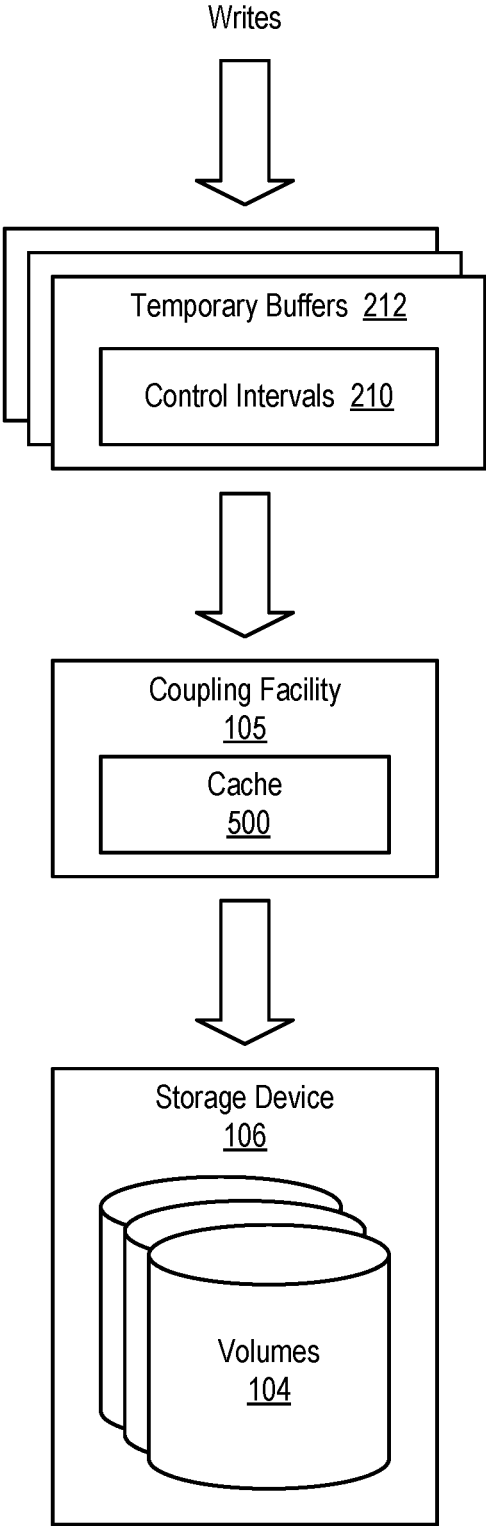 Writes
Temporary Buffers 212
Control Intervals 210
Coupling Facility
105
Cache
500
Storage Device
106
Volumes
104